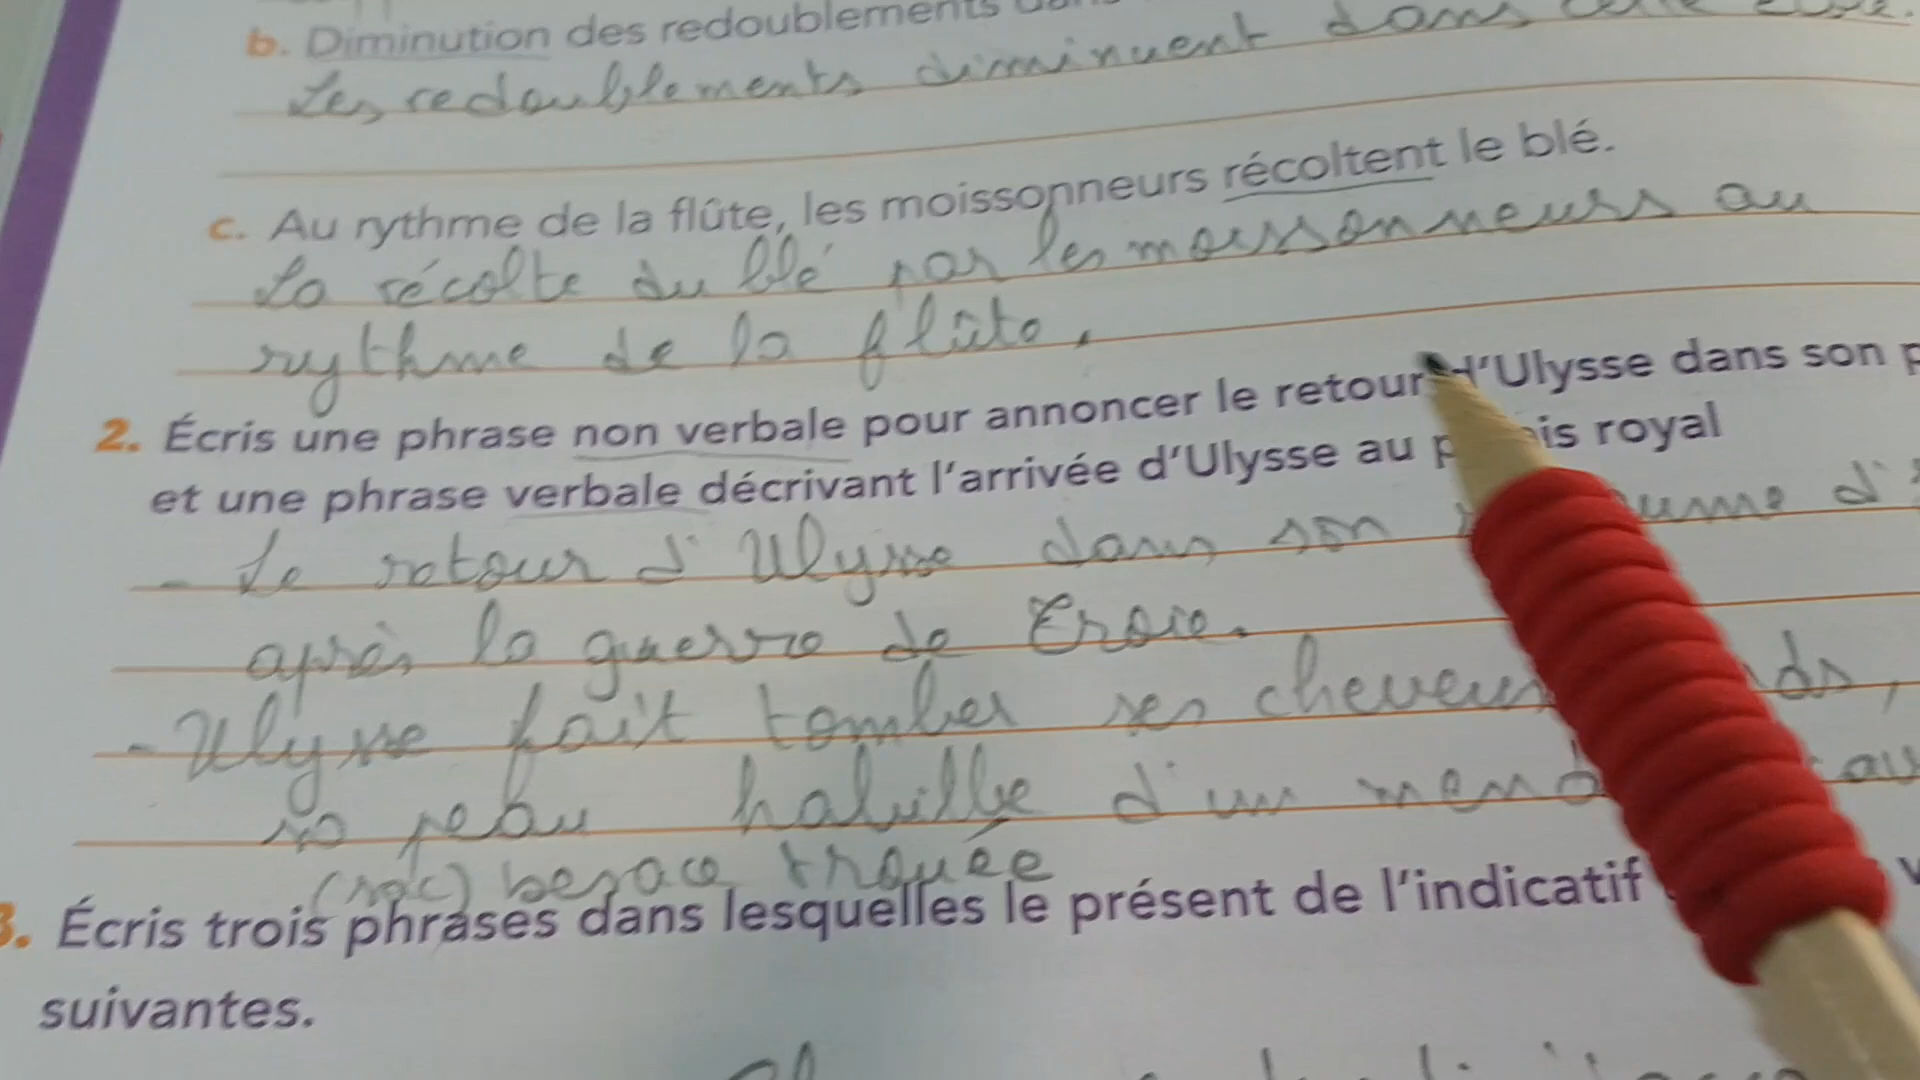 b. Diminution des redoublements
Les redoublements diminuent dans
c. Au rythme de la flûte, les moissonneurs récoltent le blé.
La récolte du blé par les moissonneurs au
rythme de la flûte.
2. Écris une phrase non verbale pour annoncer le retour d'Ulysse dans son
et une phrase verbale décrivant l'arrivée d'Ulysse au royal
- Le retour d'Ulysse dans son d'
après la guerre de Troie.
- Ulysse fait tomber ses cheveux
sa peau habillée d'un
(sac) besace trouée
3. Écris trois phrases dans lesquelles le présent de l'indicatif
suivantes.